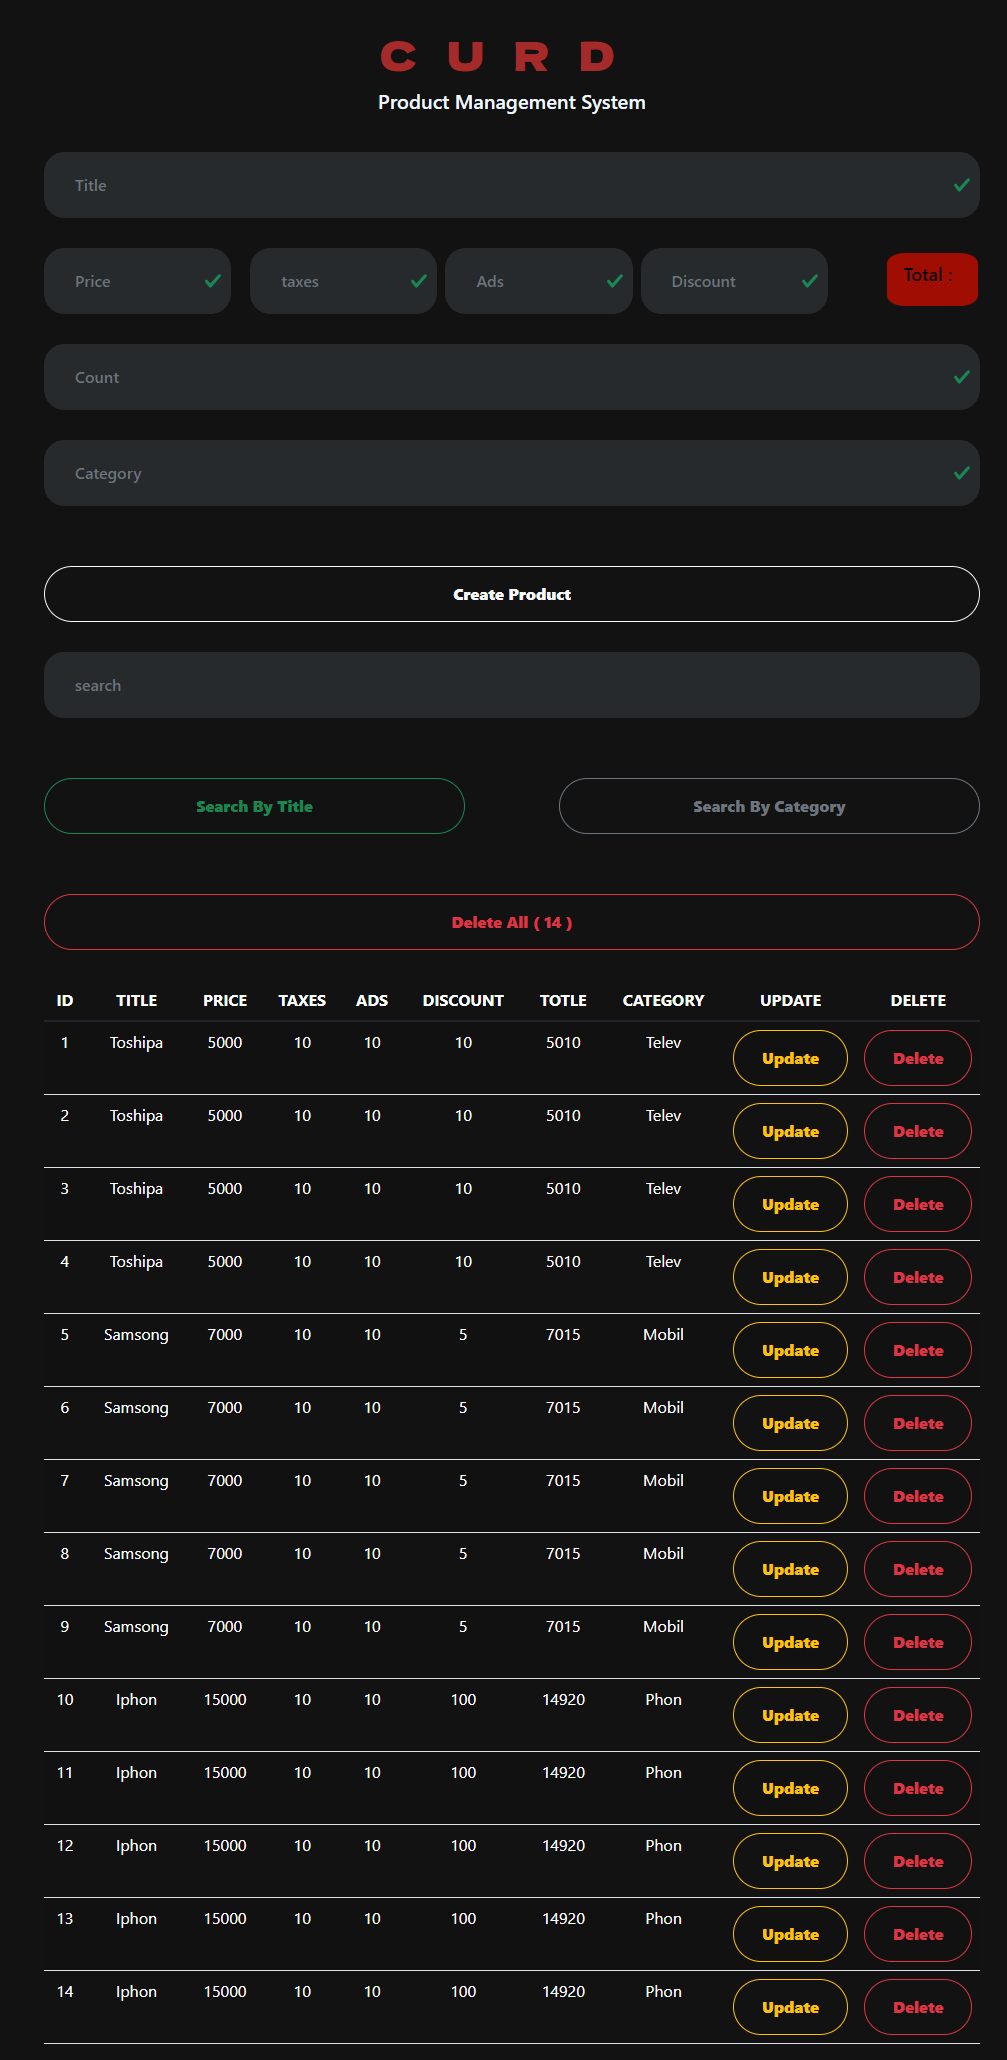 C U R D
Product Management System
Title
Price taxes Ads Discount Total :
Count
Category
Create Product
search
Search By Title Search By Category
Delete All ( 14 )
ID TITLE PRICE TAXES ADS DISCOUNT TOTLE CATEGORY UPDATE DELETE
1 Toshipa 5000 10 10 10 5010 Telev Update Delete
2 Toshipa 5000 10 10 10 5010 Telev Update Delete
3 Toshipa 5000 10 10 10 5010 Telev Update Delete
4 Toshipa 5000 10 10 10 5010 Telev Update Delete
5 Samsong 7000 10 10 5 7015 Mobil Update Delete
6 Samsong 7000 10 10 5 7015 Mobil Update Delete
7 Samsong 7000 10 10 5 7015 Mobil Update Delete
8 Samsong 7000 10 10 5 7015 Mobil Update Delete
9 Samsong 7000 10 10 5 7015 Mobil Update Delete
10 Iphon 15000 10 10 100 14920 Phon Update Delete
11 Iphon 15000 10 10 100 14920 Phon Update Delete
12 Iphon 15000 10 10 100 14920 Phon Update Delete
13 Iphon 15000 10 10 100 14920 Phon Update Delete
14 Iphon 15000 10 10 100 14920 Phon Update Delete